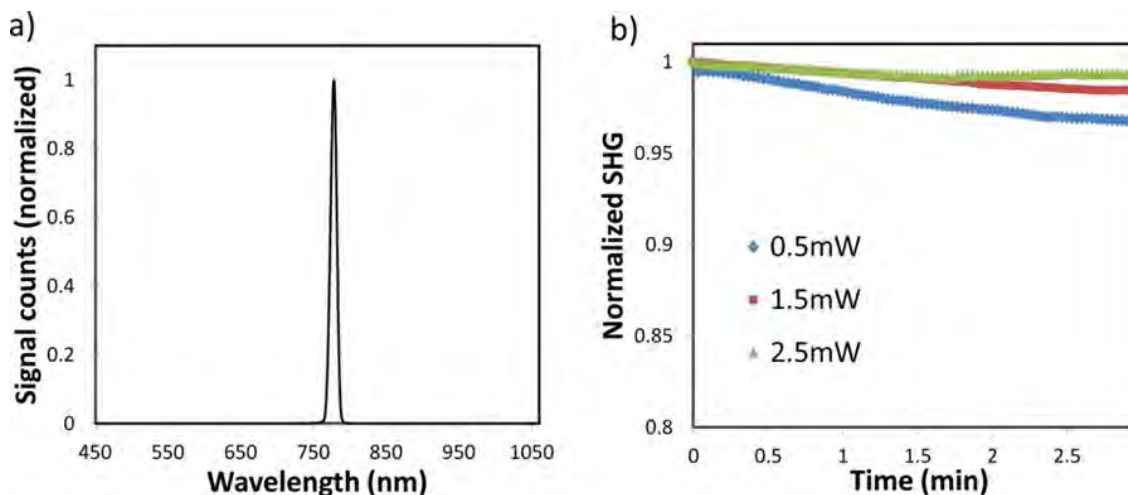 a)
Signal counts (normalized)
1
0.8
0.6
0.4
0.2
0
450 550 650 750 850 950 1050
Wavelength (nm)
b)
Normalized SHG
1
0.95
0.9
0.85
0.8
0.5mW
1.5mW
2.5mW
0 0.5 1 1.5 2 2.5
Time (min)